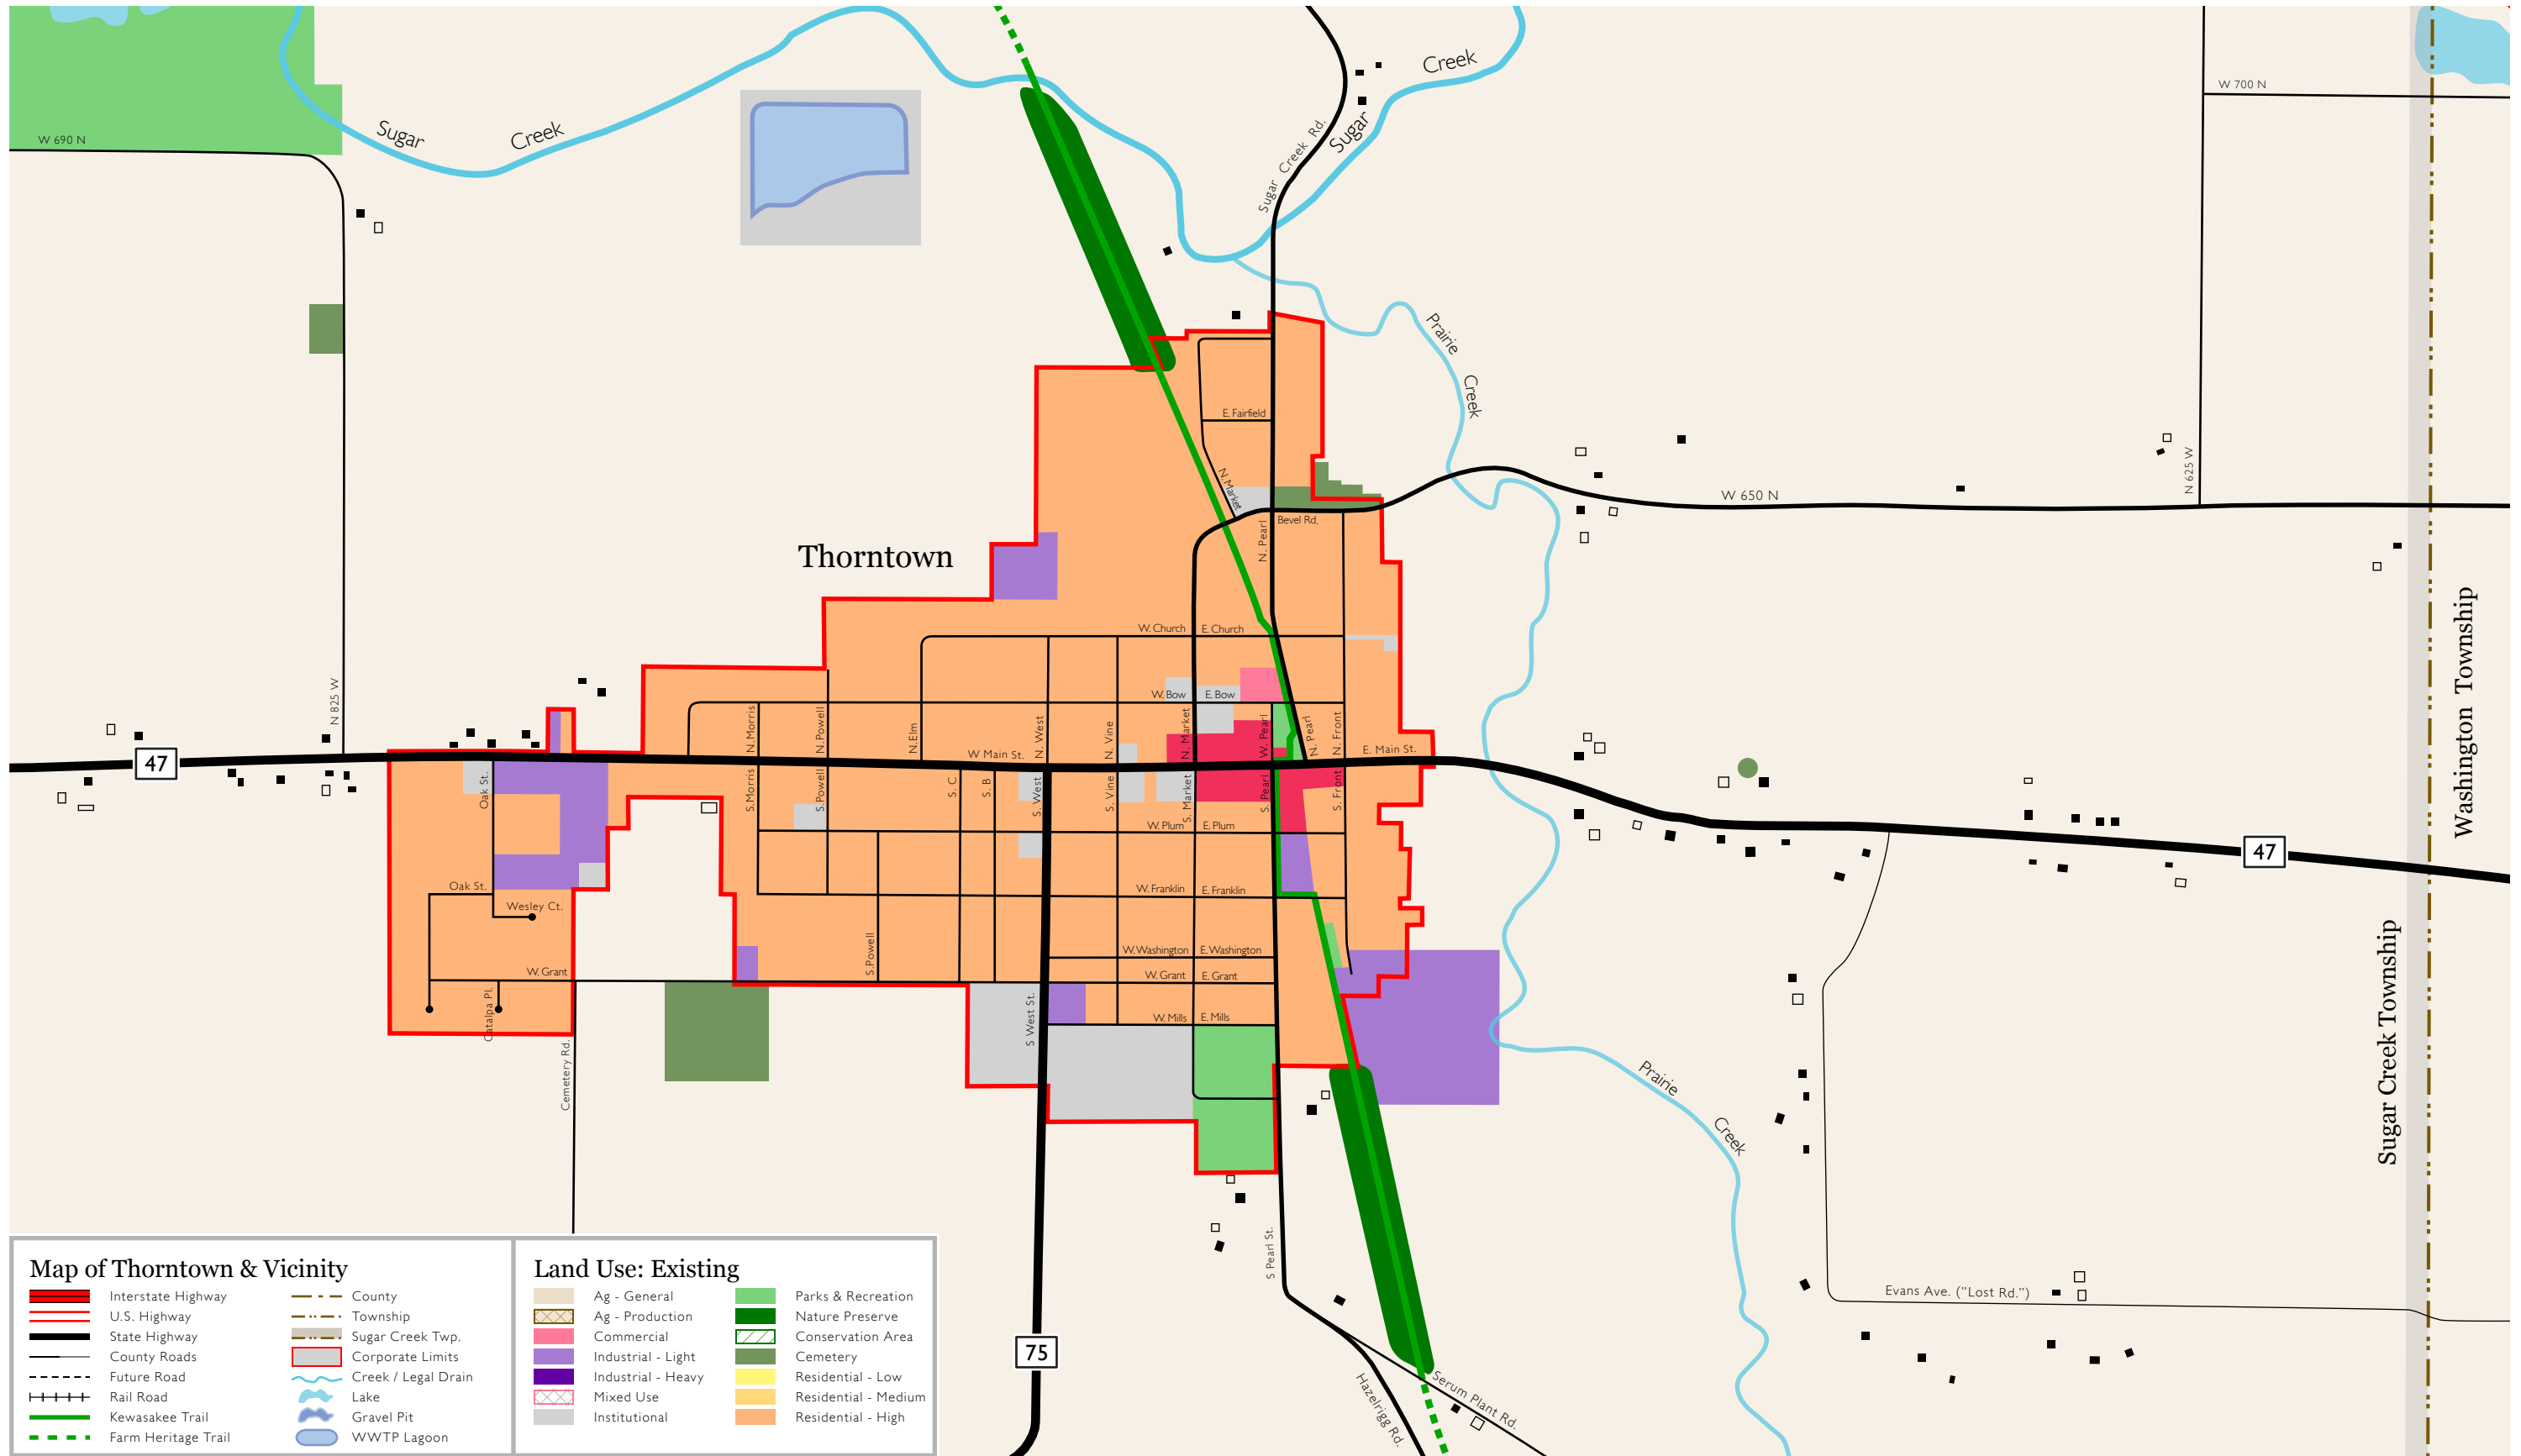 Creek
W 700 N
Sugar
Creek
Sugar
W 690 N
Sugar Creek Rd.
Prairie
Creek
E. Fairfield
N. Market
W 650 N
N 625 W
Bevel Rd.
N. Pearl
Thorntown
W. Church
E. Church
Washington Township
N 825 W
W. Bow
E. Bow
N. Morris
N. Powell
N. Elm
N. West
N. Vine
N. Market
W. Pearl
N. Pearl
N. Front
W Main St.
E. Main St.
47
Oak St.
S. Morris
S. Powell
S. C
S. B
S. West
S. Vine
S. Market
S. Pearl
S. Front
W. Plum
E. Plum
47
Oak St.
W. Franklin
E. Franklin
Wesley Ct.
S. Powell
W. Washington
E. Washington
W. Grant
W. Grant
E. Grant
Sugar Creek Township
Catalpa Pl.
S West St.
W. Mills
E. Mills
Cemetery Rd.
Prairie
Creek
S Pearl St.
Evans Ave. ("Lost Rd.")
75
Hazelrigg Rd.
Serum Plant Rd.
Map of Thorntown & Vicinity
Interstate Highway
U.S. Highway
State Highway
County Roads
Future Road
Rail Road
Kewasakee Trail
Farm Heritage Trail
County
Township
Sugar Creek Twp.
Corporate Limits
Creek / Legal Drain
Lake
Gravel Pit
WWTP Lagoon
Land Use: Existing
Ag - General
Ag - Production
Commercial
Industrial - Light
Industrial - Heavy
Mixed Use
Institutional
Parks & Recreation
Nature Preserve
Conservation Area
Cemetery
Residential - Low
Residential - Medium
Residential - High